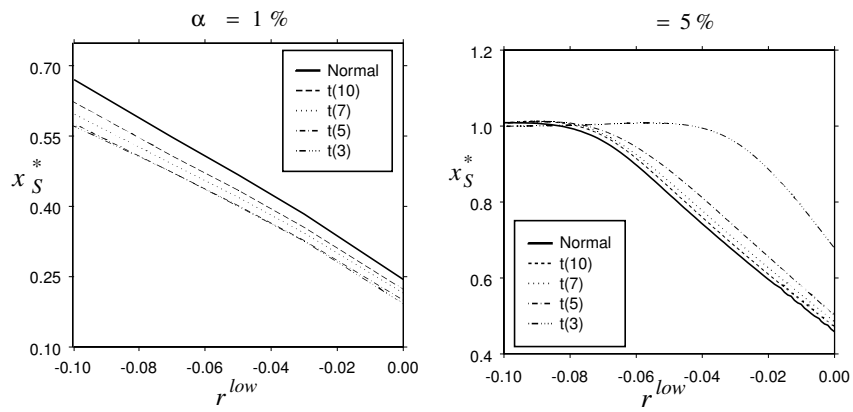 α = 1 %
0.70
0.55
0.40
0.25
0.10
x*S
Normal
t(10)
t(7)
t(5)
t(3)
-0.10 -0.08 -0.06 -0.04 -0.02 0.00
r^low
= 5 %
1.2
1.0
0.8
0.6
0.4
x*S
Normal
t(10)
t(7)
t(5)
t(3)
-0.10 -0.08 -0.06 -0.04 -0.02 0.00
r^low